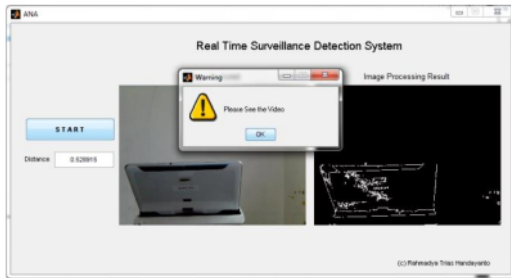 ANA
Real Time Surveillance Detection System
Warning
Image Processing Result
Please See the Video
OK
START
Distance 0.528915
(c) Rahmadya Trias Handayanto